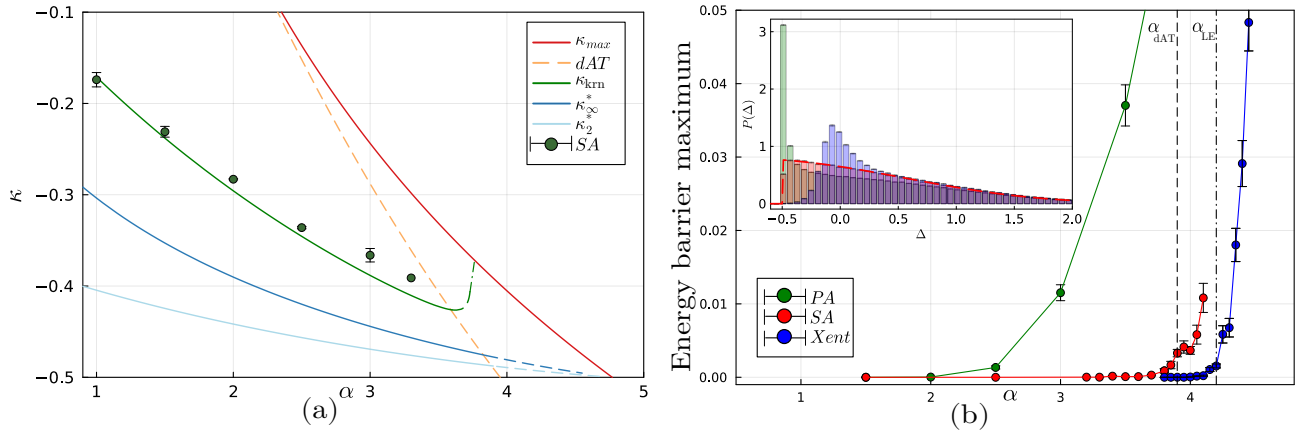 −0.1
−0.2
−0.3
−0.4
−0.5
κ
1
2
3
4
5
α
(a)
κmax
dAT
κkrn
κ*∞
κ*2
SA
Energy barrier maximum
0.05
0.04
0.03
0.02
0.01
0.00
1
2
3
4
α
(b)
αdAT
αLE
PA
SA
Xent
P(Δ)
3
2
1
0
−0.5
0.0
0.5
1.0
1.5
2.0
Δ